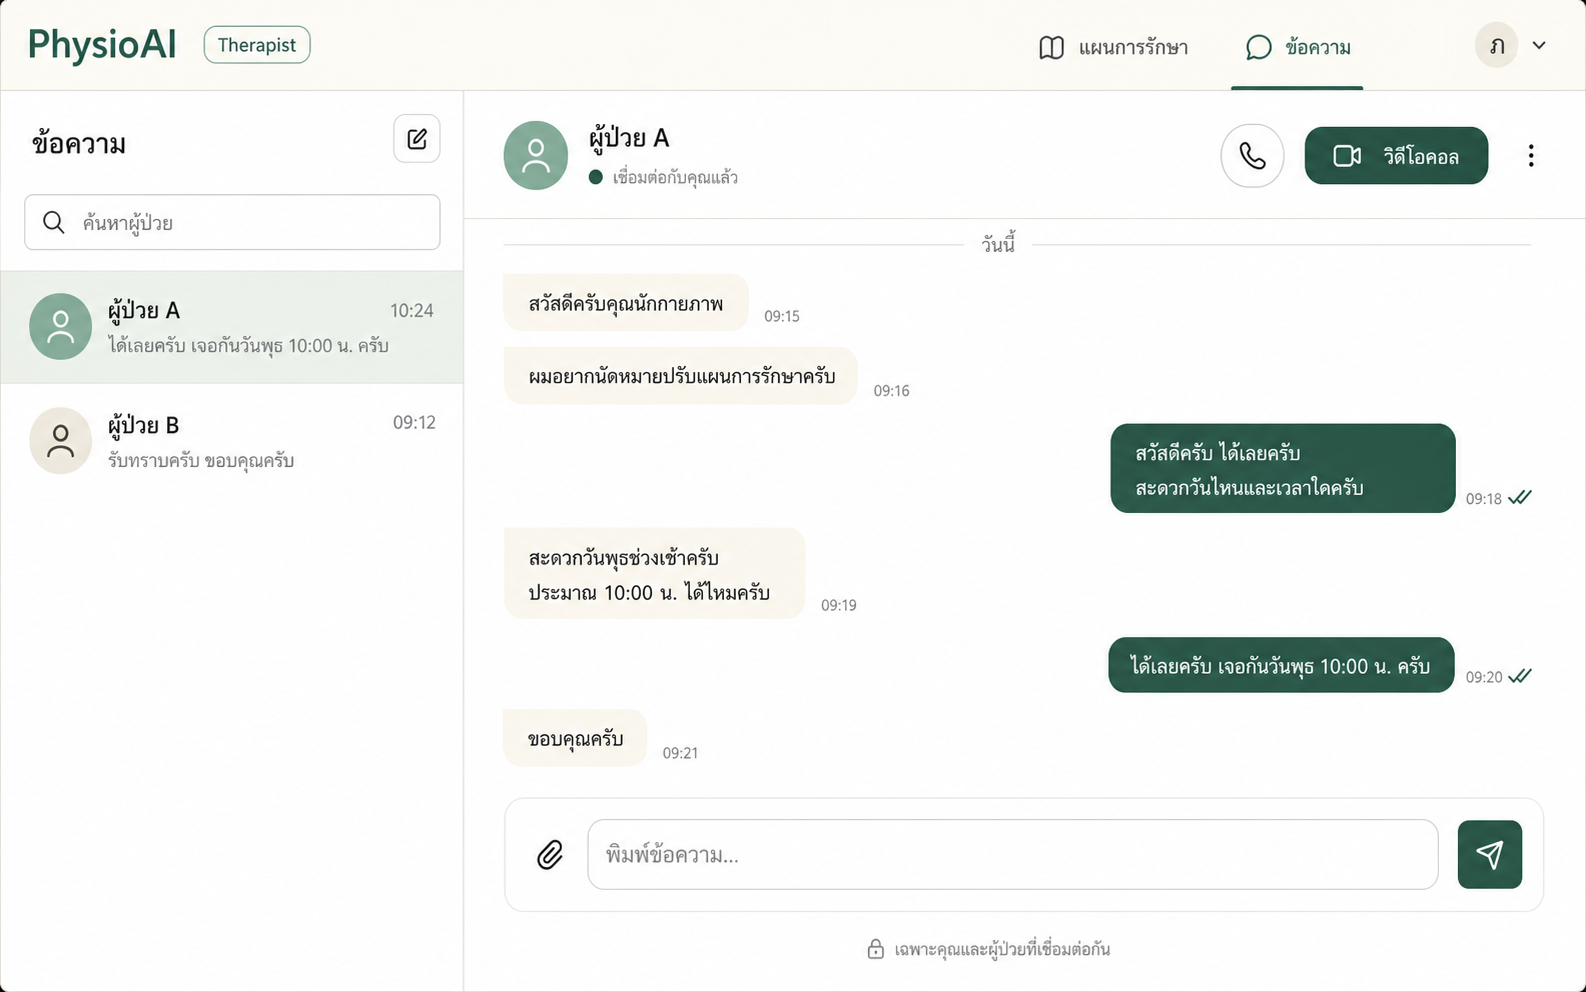 PhysioAI
Therapist
แผนการรักษา
ข้อความ
ภ
ข้อความ
ค้นหาผู้ป่วย
ผู้ป่วย A
10:24
ได้เลยครับ เจอกันวันพุธ 10:00 น. ครับ
ผู้ป่วย B
09:12
รับทราบครับ ขอบคุณครับ
ผู้ป่วย A
เชื่อมต่อกับคุณแล้ว
วิดีโอคอล
วันนี้
สวัสดีครับคุณนักกายภาพ
09:15
ผมอยากนัดหมายปรับแผนการรักษาครับ
09:16
สวัสดีครับ ได้เลยครับ
สะดวกวันไหนและเวลาใดครับ
09:18
สะดวกวันพุธช่วงเช้าครับ
ประมาณ 10:00 น. ได้ไหมครับ
09:19
ได้เลยครับ เจอกันวันพุธ 10:00 น. ครับ
09:20
ขอบคุณครับ
09:21
พิมพ์ข้อความ...
เฉพาะคุณและผู้ป่วยที่เชื่อมต่อกัน